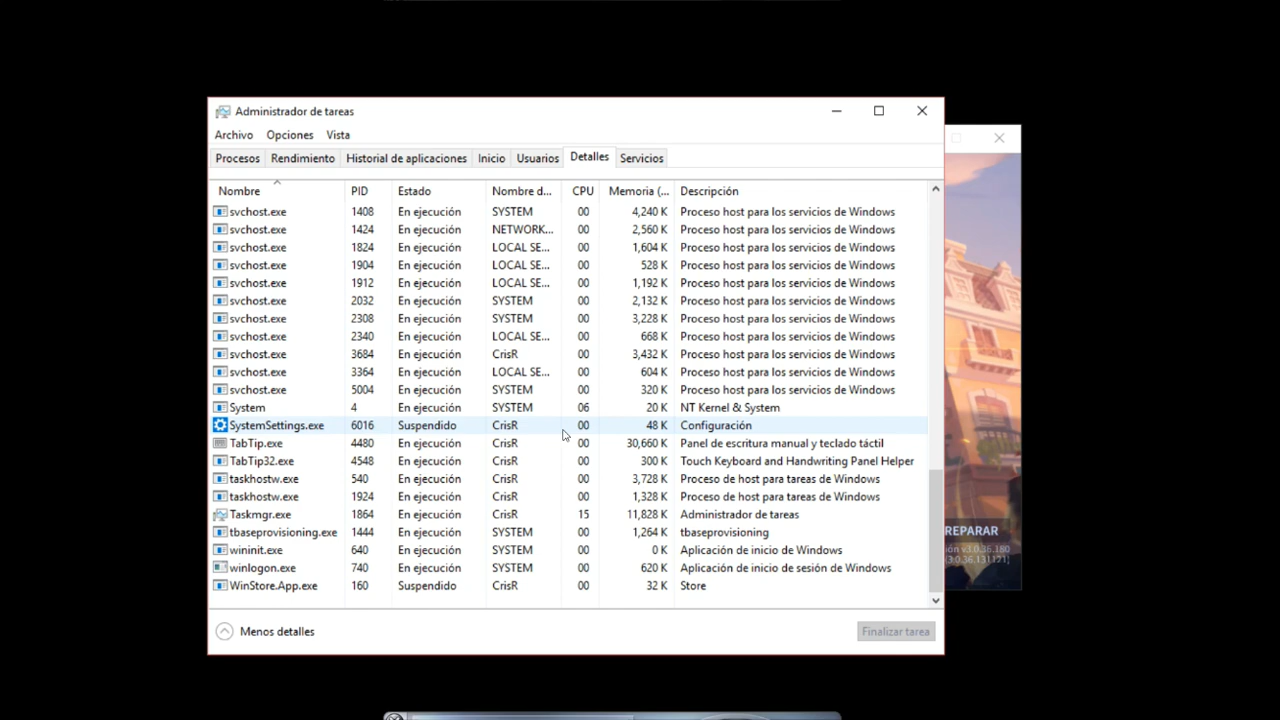 Administrador de tareas
Archivo Opciones Vista
Procesos Rendimiento Historial de aplicaciones Inicio Usuarios Detalles Servicios
Nombre PID Estado Nombre d... CPU Memoria (... Descripción
svchost.exe 1408 En ejecución SYSTEM 00 4,240 K Proceso host para los servicios de Windows
svchost.exe 1424 En ejecución NETWORK... 00 2,560 K Proceso host para los servicios de Windows
svchost.exe 1824 En ejecución LOCAL SE... 00 1,604 K Proceso host para los servicios de Windows
svchost.exe 1904 En ejecución LOCAL SE... 00 528 K Proceso host para los servicios de Windows
svchost.exe 1912 En ejecución LOCAL SE... 00 1,192 K Proceso host para los servicios de Windows
svchost.exe 2032 En ejecución SYSTEM 00 2,132 K Proceso host para los servicios de Windows
svchost.exe 2308 En ejecución SYSTEM 00 3,228 K Proceso host para los servicios de Windows
svchost.exe 2340 En ejecución LOCAL SE... 00 668 K Proceso host para los servicios de Windows
svchost.exe 3684 En ejecución CrisR 00 3,432 K Proceso host para los servicios de Windows
svchost.exe 3364 En ejecución LOCAL SE... 00 604 K Proceso host para los servicios de Windows
svchost.exe 5004 En ejecución SYSTEM 00 320 K Proceso host para los servicios de Windows
System 4 En ejecución SYSTEM 06 20 K NT Kernel & System
SystemSettings.exe 6016 Suspendido CrisR 00 48 K Configuración
TabTip.exe 4480 En ejecución CrisR 00 30,660 K Panel de escritura manual y teclado táctil
TabTip32.exe 4548 En ejecución CrisR 00 300 K Touch Keyboard and Handwriting Panel Helper
taskhostw.exe 540 En ejecución CrisR 00 3,728 K Proceso de host para tareas de Windows
taskhostw.exe 1924 En ejecución CrisR 00 1,328 K Proceso de host para tareas de Windows
Taskmgr.exe 1864 En ejecución CrisR 15 11,828 K Administrador de tareas
tbaseprovisioning.exe 1444 En ejecución SYSTEM 00 1,264 K tbaseprovisioning
wininit.exe 640 En ejecución SYSTEM 00 0 K Aplicación de inicio de Windows
winlogon.exe 740 En ejecución SYSTEM 00 620 K Aplicación de inicio de sesión de Windows
WinStore.App.exe 160 Suspendido CrisR 00 32 K Store
Menos detalles Finalizar tarea
REPARAR
ión v3.0.36.180
[3.0.36.131121]